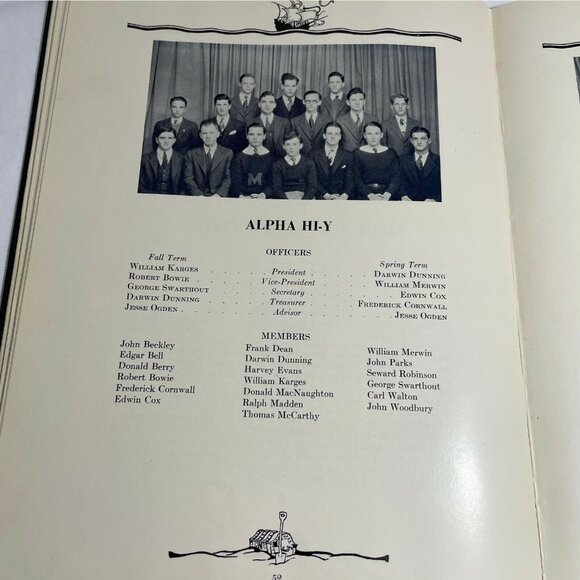 M
ALPHA HI-Y
OFFICERS
Fall Term Spring Term
WILLIAM KARGES . . . . . President . . . . . DARWIN DUNNING
ROBERT BOWIE . . . . . Vice-President . . . . . WILLIAM MERWIN
GEORGE SWARTHOUT . . . . . Secretary . . . . . EDWIN COX
DARWIN DUNNING . . . . . Treasurer . . . . . FREDERICK CORNWALL
JESSE OGDEN . . . . . Advisor . . . . . JESSE OGDEN
MEMBERS
John Beckley
Edgar Bell
Donald Berry
Robert Bowie
Frederick Cornwall
Edwin Cox
Frank Dean
Darwin Dunning
Harvey Evans
William Karges
Donald MacNaughton
Ralph Madden
Thomas McCarthy
William Merwin
John Parks
Seward Robinson
George Swarthout
Carl Walton
John Woodbury